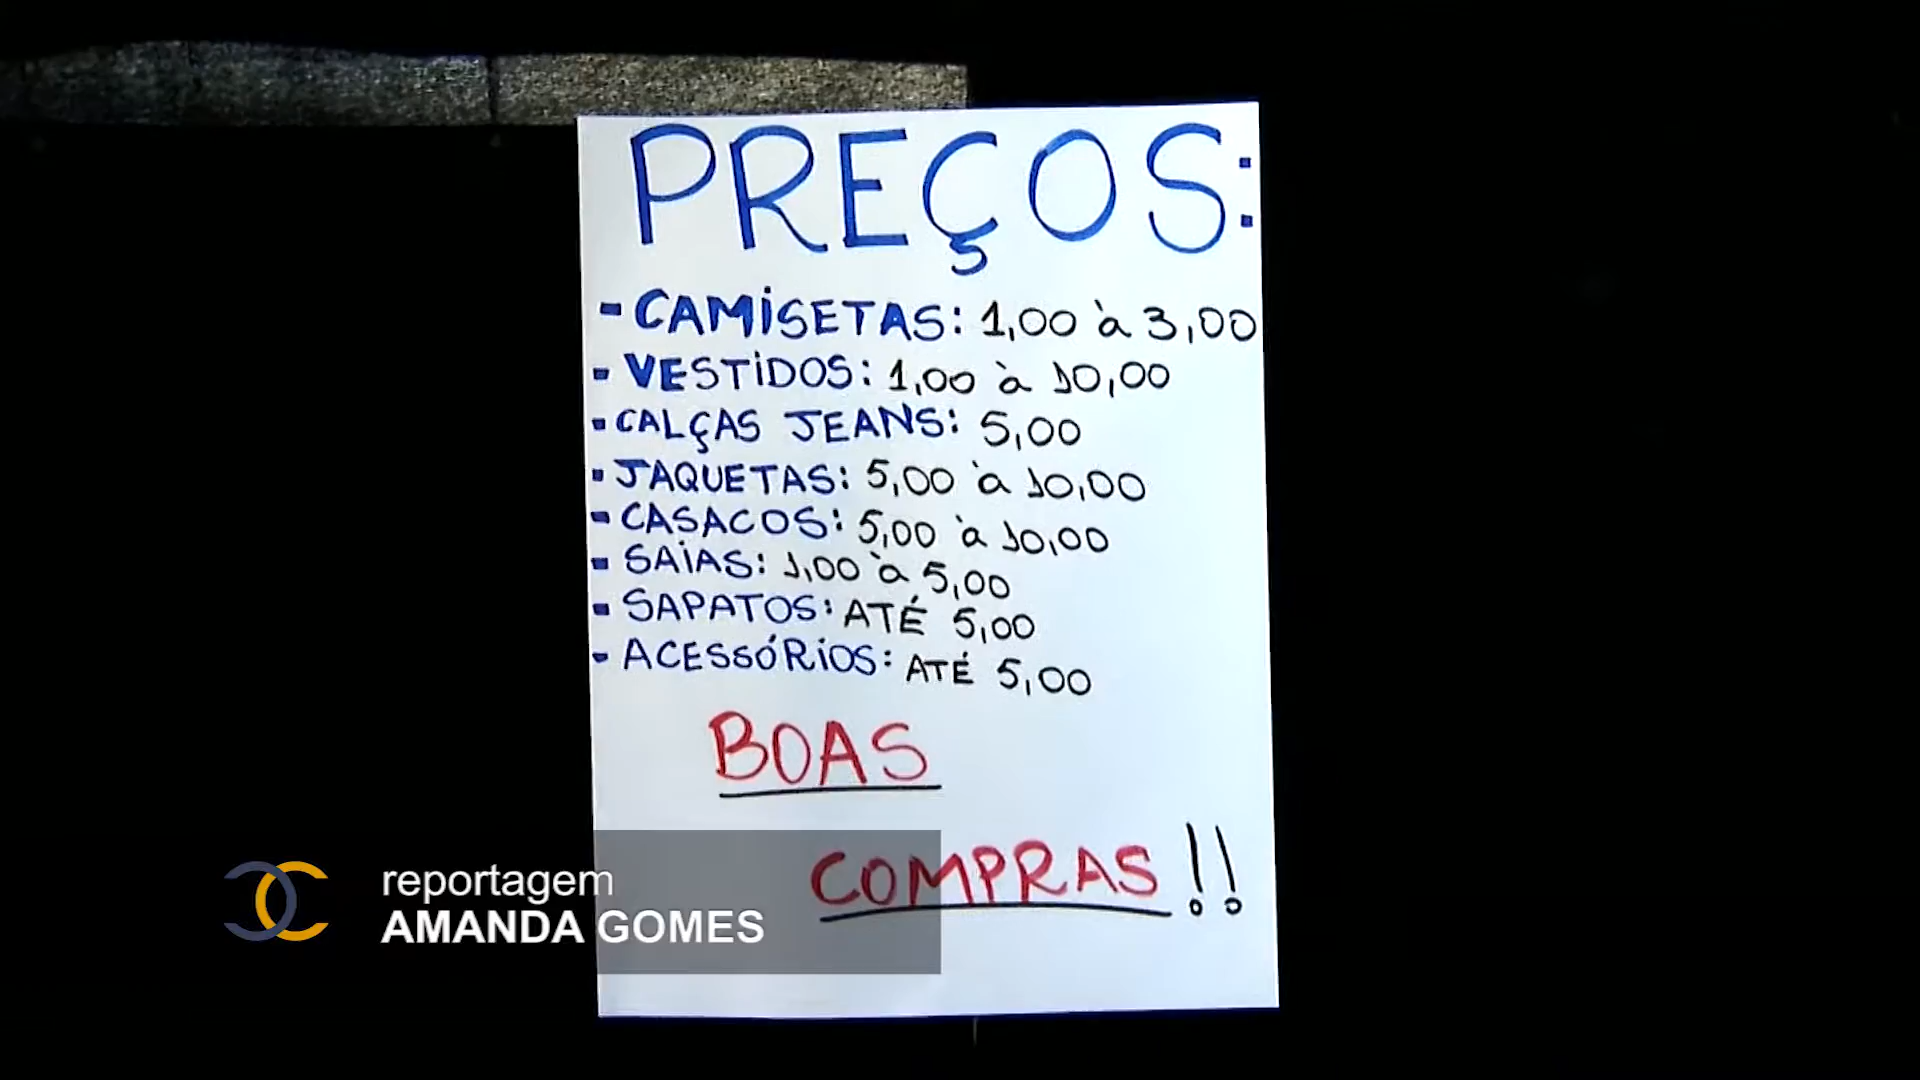 PREÇOS:
- CAMISETAS: 1,00 à 3,00
- VESTIDOS: 1,00 à 10,00
- CALÇAS JEANS: 5,00
- JAQUETAS: 5,00 à 10,00
- CASACOS: 5,00 à 10,00
- SAIAS: 1,00 à 5,00
- SAPATOS: ATÉ 5,00
- ACESSÓRIOS: ATÉ 5,00
BOAS
COMPRAS!!
reportagem
AMANDA GOMES